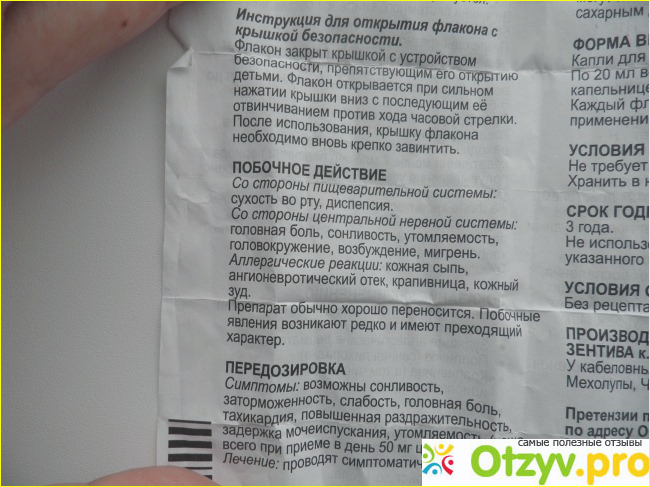 Инструкция для открытия флакона с
крышкой безопасности.
Флакон закрыт крышкой с устройством
безопасности, препятствующим его открытию
детьми. Флакон открывается при сильном
нажатии крышки вниз с последующим её
отвинчиванием против хода часовой стрелки.
После использования, крышку флакона
необходимо вновь крепко завинтить.
ПОБОЧНОЕ ДЕЙСТВИЕ
Со стороны пищеварительной системы:
сухость во рту, диспепсия.
Со стороны центральной нервной системы:
головная боль, сонливость, утомляемость,
головокружение, возбуждение, мигрень.
Аллергические реакции: кожная сыпь,
ангионевротический отек, крапивница, кожный
зуд.
Препарат обычно хорошо переносится. Побочные
явления возникают редко и имеют преходящий
характер.
ПЕРЕДОЗИРОВКА
Симптомы: возможны сонливость,
заторможенность, слабость, головная боль,
тахикардия, повышенная раздражительность,
задержка мочеиспускания, утомляемость
всего при приеме в день 50 мг
Лечение: проводят
сахарным
ФОРМА
Капли для
По 20 мл в
капельнице
Каждый
применени
УСЛОВИЯ
Не требует
Хранить в
СРОК ГОД
3 года.
Не использо
указанного
УСЛОВИЯ
Без рецепта
ПРОИЗВОД
ЗЕНТИВА к.
У кабеловны
Мехолупы, Ч
Претензии п
по адресу О
самые полезные отзывы
Otzyv.pro